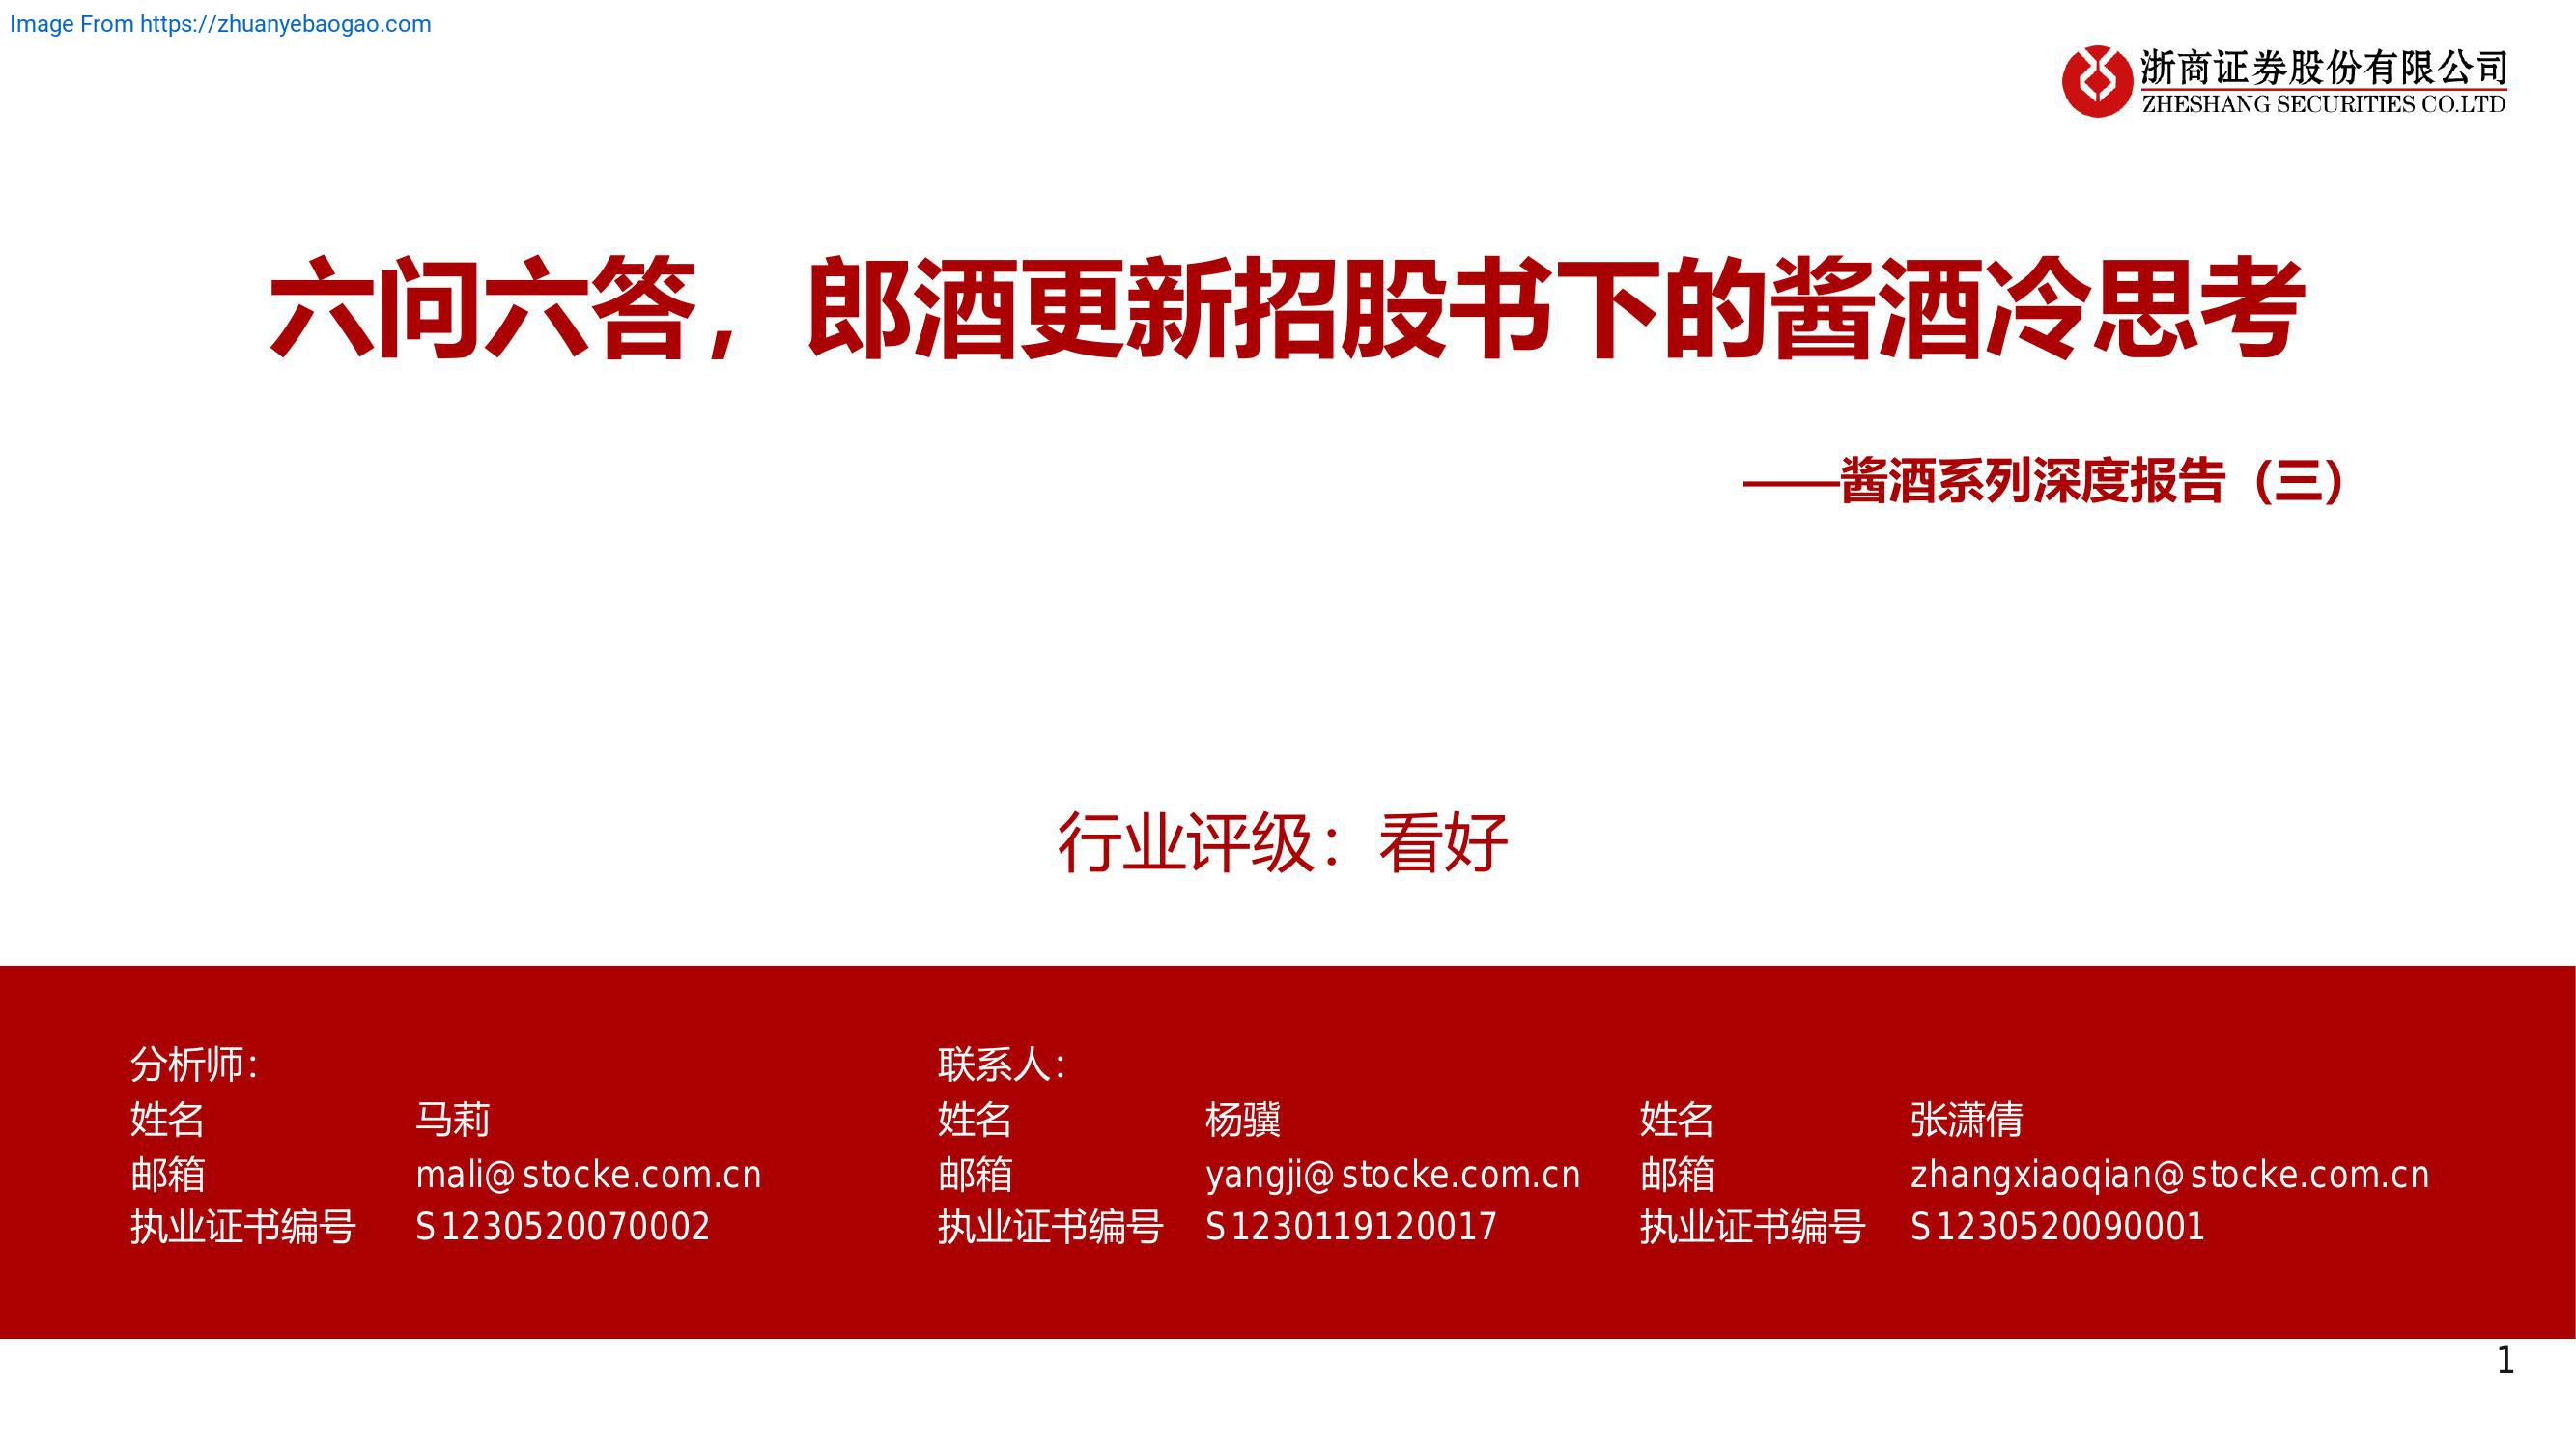 Image From https://zhuanyebaogao.com
浙商证券股份有限公司
ZHESHANG SECURITIES CO.LTD
六问六答，郎酒更新招股书下的酱酒冷思考
——酱酒系列深度报告（三）
行业评级：看好
分析师： 联系人：
姓名 马莉 姓名 杨骥 姓名 张潇倩
邮箱 mali@stocke.com.cn 邮箱 yangji@stocke.com.cn 邮箱 zhangxiaoqian@stocke.com.cn
执业证书编号 S1230520070002 执业证书编号 S1230119120017 执业证书编号 S1230520090001
1